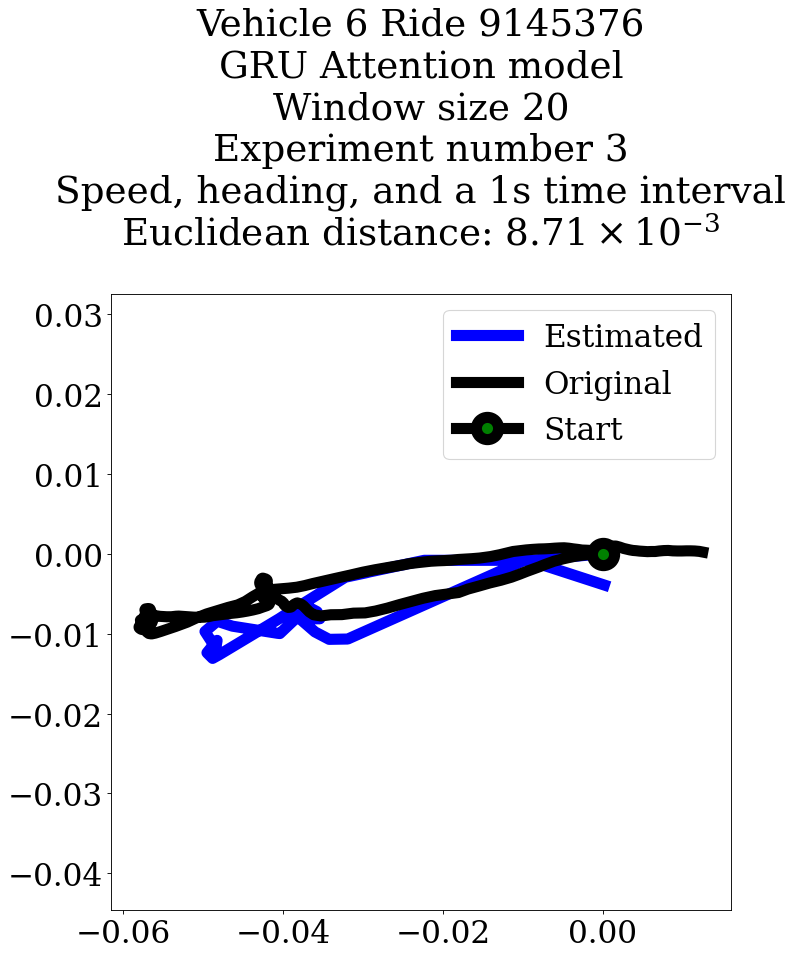 Vehicle 6 Ride 9145376
GRU Attention model
Window size 20
Experiment number 3
Speed, heading, and a 1s time interval
Euclidean distance: 8.71 × 10⁻³
Estimated
Original
Start
0.03
0.02
0.01
0.00
−0.01
−0.02
−0.03
−0.04
−0.06 −0.04 −0.02 0.00